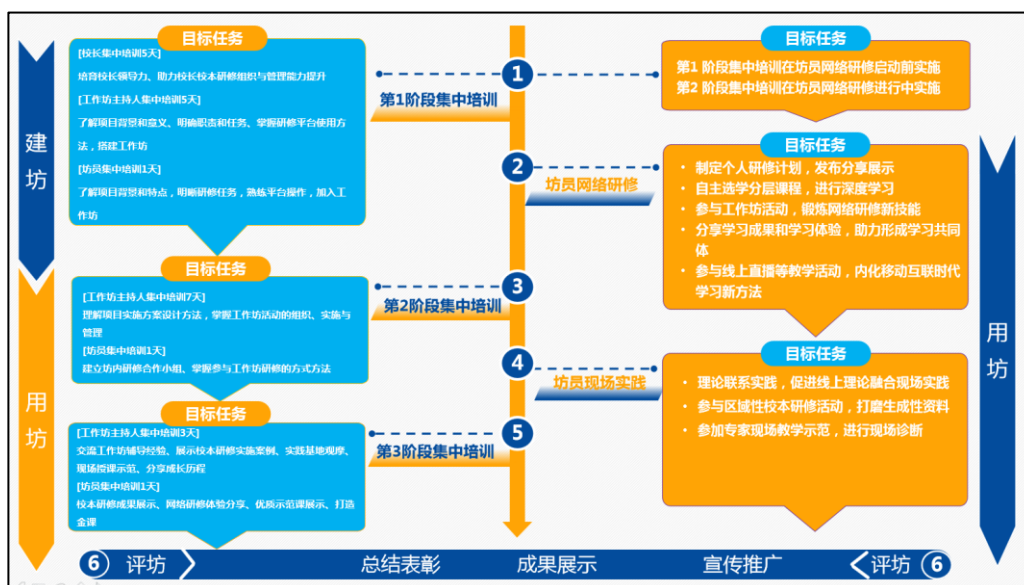 建坊
用坊
目标任务
[校长集中培训5天]
培育校长领导力、助力校长校本研修组织与管理能力提升
[工作坊主持人集中培训5天]
了解项目背景和意义、明确职责和任务、掌握研修平台使用方
法，搭建工作坊
[坊员集中培训1天]
了解项目背景和特点，明晰研修任务，熟练平台操作，加入工
作坊
目标任务
[工作坊主持人集中培训7天]
理解项目实施方案设计方法，掌握工作坊活动的组织、实施与
管理
[坊员集中培训1天]
建立坊内研修合作小组、掌握参与工作坊研修的方式方法
目标任务
[工作坊主持人集中培训3天]
交流工作坊辅导经验、展示校本研修实施案例、实践基地观摩、
现场授课示范、分享成长历程
[坊员集中培训1天]
校本研修成果展示、网络研修体验分享、优质示范课展示、打造
金课
1
第1阶段集中培训
2
坊员网络研修
3
第2阶段集中培训
4
坊员现场实践
5
第3阶段集中培训
目标任务
第1 阶段集中培训在坊员网络研修启动前实施
第2 阶段集中培训在坊员网络研修进行中实施
目标任务
• 制定个人研修计划，发布分享展示
• 自主选学分层课程，进行深度学习
• 参与工作坊活动，锻炼网络研修新技能
• 分享学习成果和学习体验，助力形成学习共同
体
• 参与线上直播等教学活动，内化移动互联时代
学习新方法
目标任务
• 理论联系实践，促进线上理论融合现场实践
• 参与区域性校本研修活动，打磨生成性资料
• 参加专家现场教学示范，进行现场诊断
用坊
6 评坊 总结表彰 成果展示 宣传推广 评坊 6